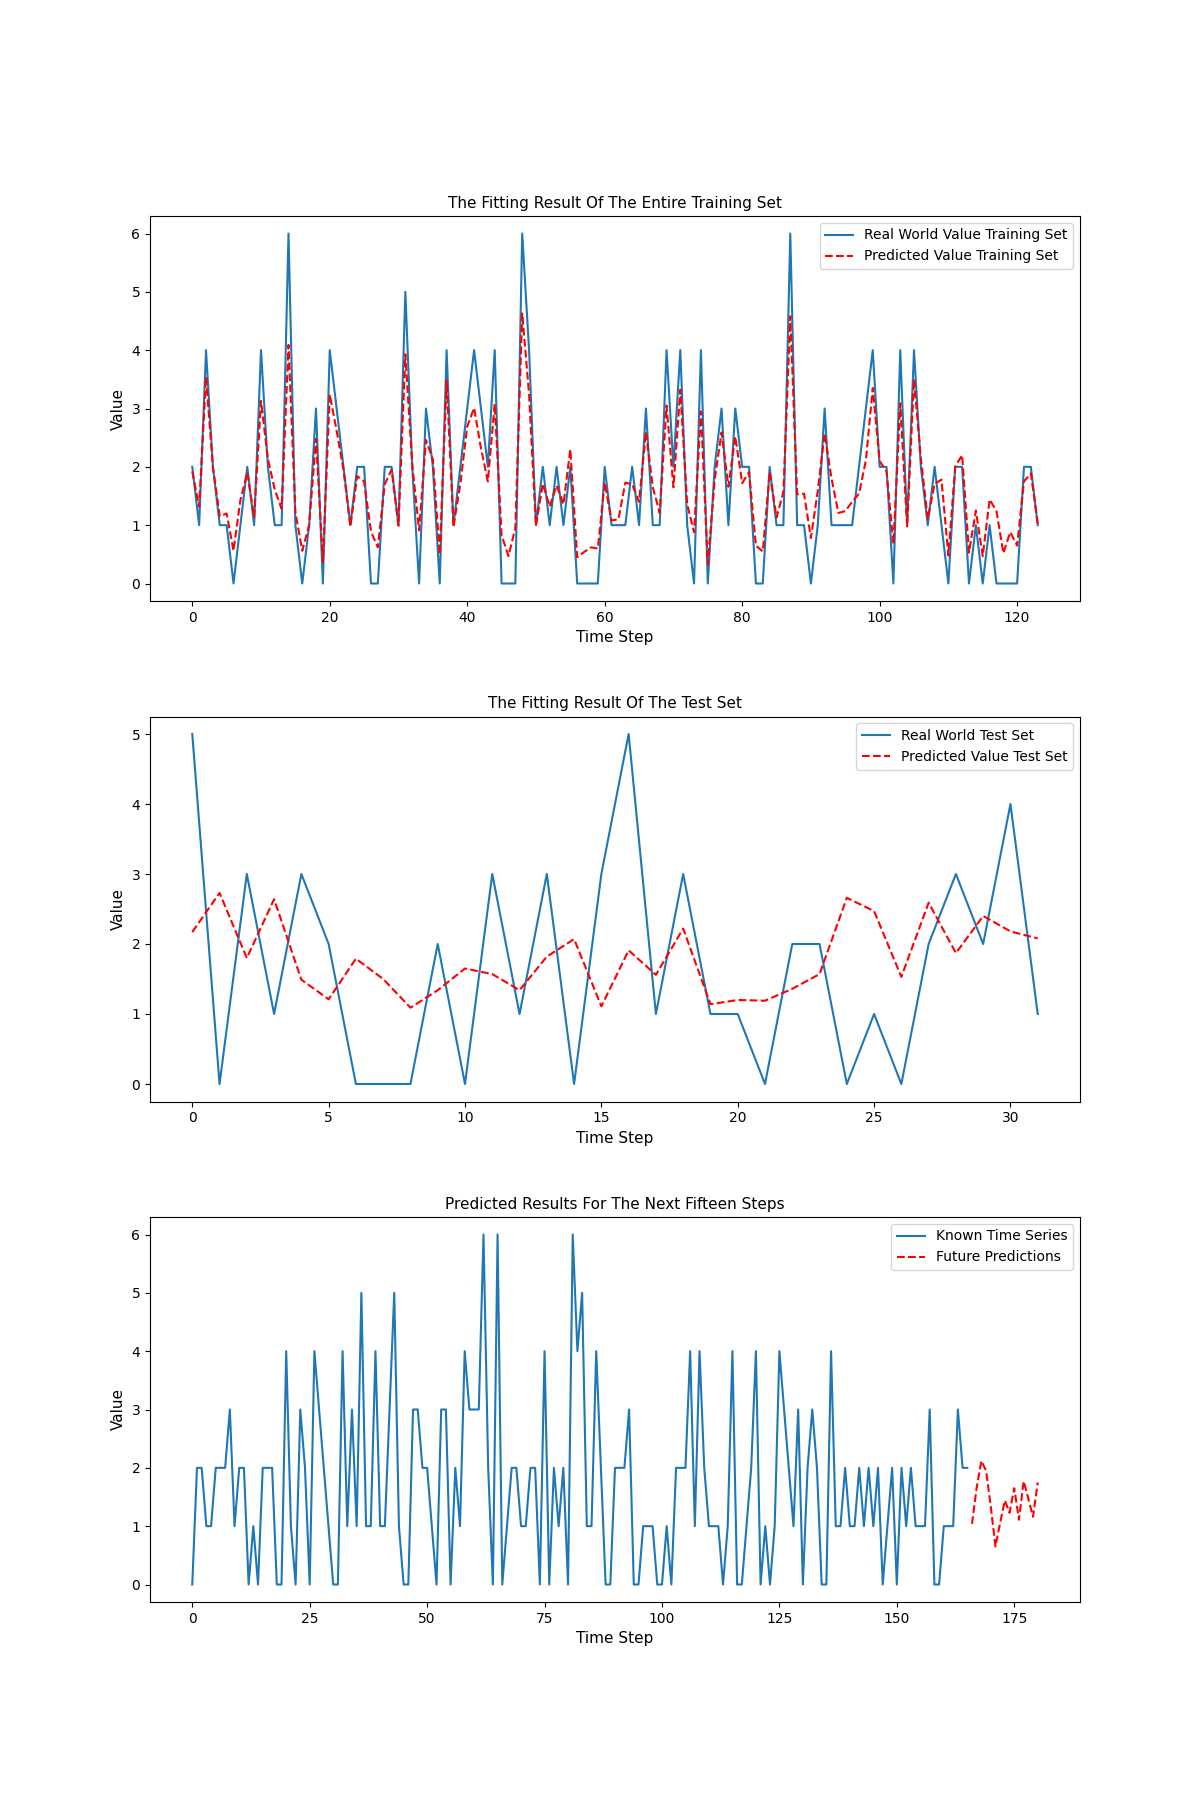 The Fitting Result Of The Entire Training Set
Real World Value Training Set
Predicted Value Training Set
Value
6
5
4
3
2
1
0
0 20 40 60 80 100 120
Time Step
The Fitting Result Of The Test Set
Real World Test Set
Predicted Value Test Set
Value
5
4
3
2
1
0
0 5 10 15 20 25 30
Time Step
Predicted Results For The Next Fifteen Steps
Known Time Series
Future Predictions
Value
6
5
4
3
2
1
0
0 25 50 75 100 125 150 175
Time Step